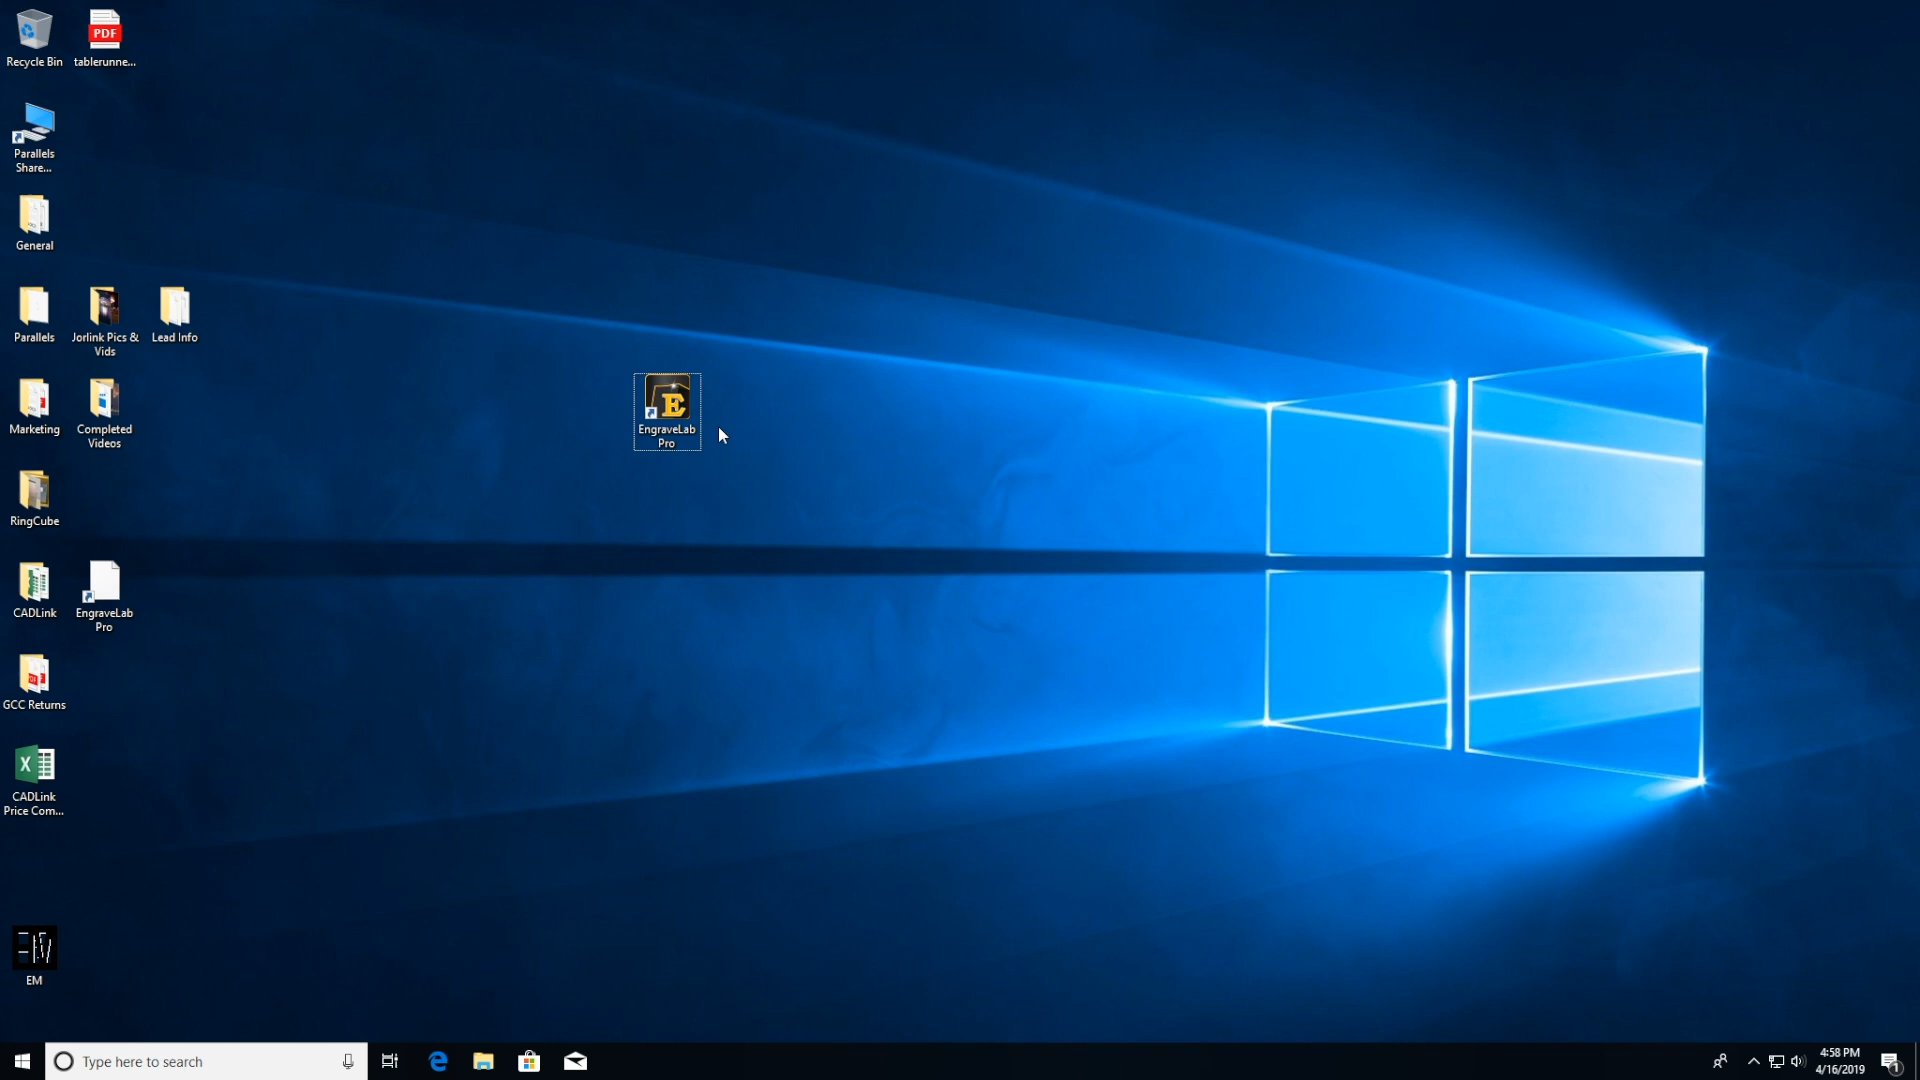 Recycle Bin
PDF
tablerunne...
Parallels
Share...
General
Parallels
Jorlink Pics &
Vids
Lead Info
E
EngraveLab
Pro
Marketing
Completed
Videos
RingCube
CADLink
EngraveLab
Pro
GCC Returns
CADLink
Price Com...
EM
Type here to search
4:58 PM
4/16/2019
1